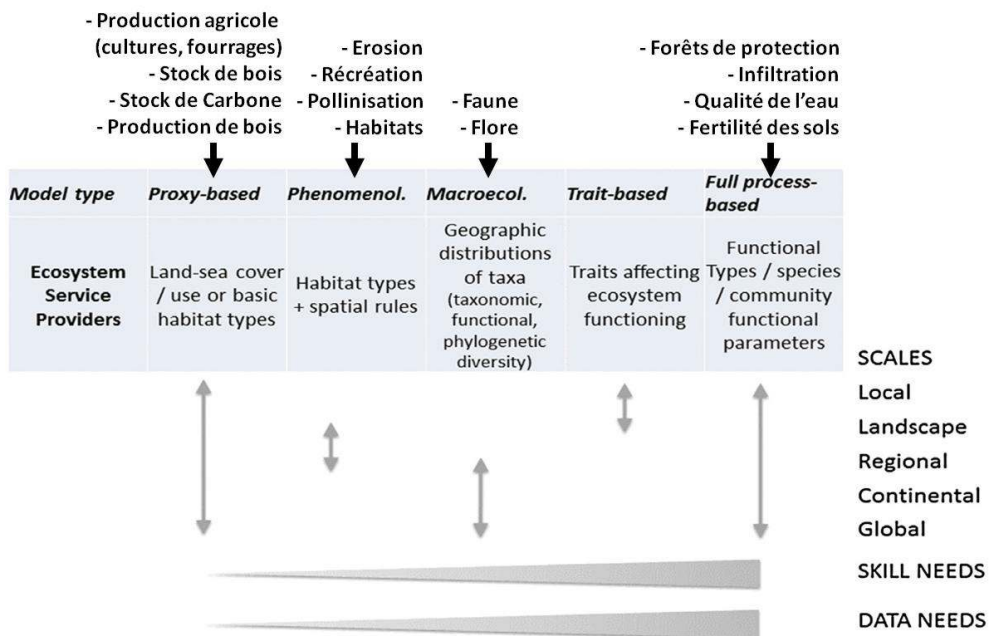 - Production agricole
(cultures, fourrages)
- Stock de bois
- Stock de Carbone
- Production de bois
- Erosion
- Récréation
- Pollinisation
- Habitats
- Faune
- Flore
- Forêts de protection
- Infiltration
- Qualité de l'eau
- Fertilité des sols
Model type
Proxy-based
Phenomenol.
Macroecol.
Trait-based
Full process-
based
Ecosystem
Service
Providers
Land-sea cover
/ use or basic
habitat types
Habitat types
+ spatial rules
Geographic
distributions
of taxa
(taxonomic,
functional,
phylogenetic
diversity)
Traits affecting
ecosystem
functioning
Functional
Types / species
/ community
functional
parameters
SCALES
Local
Landscape
Regional
Continental
Global
SKILL NEEDS
DATA NEEDS